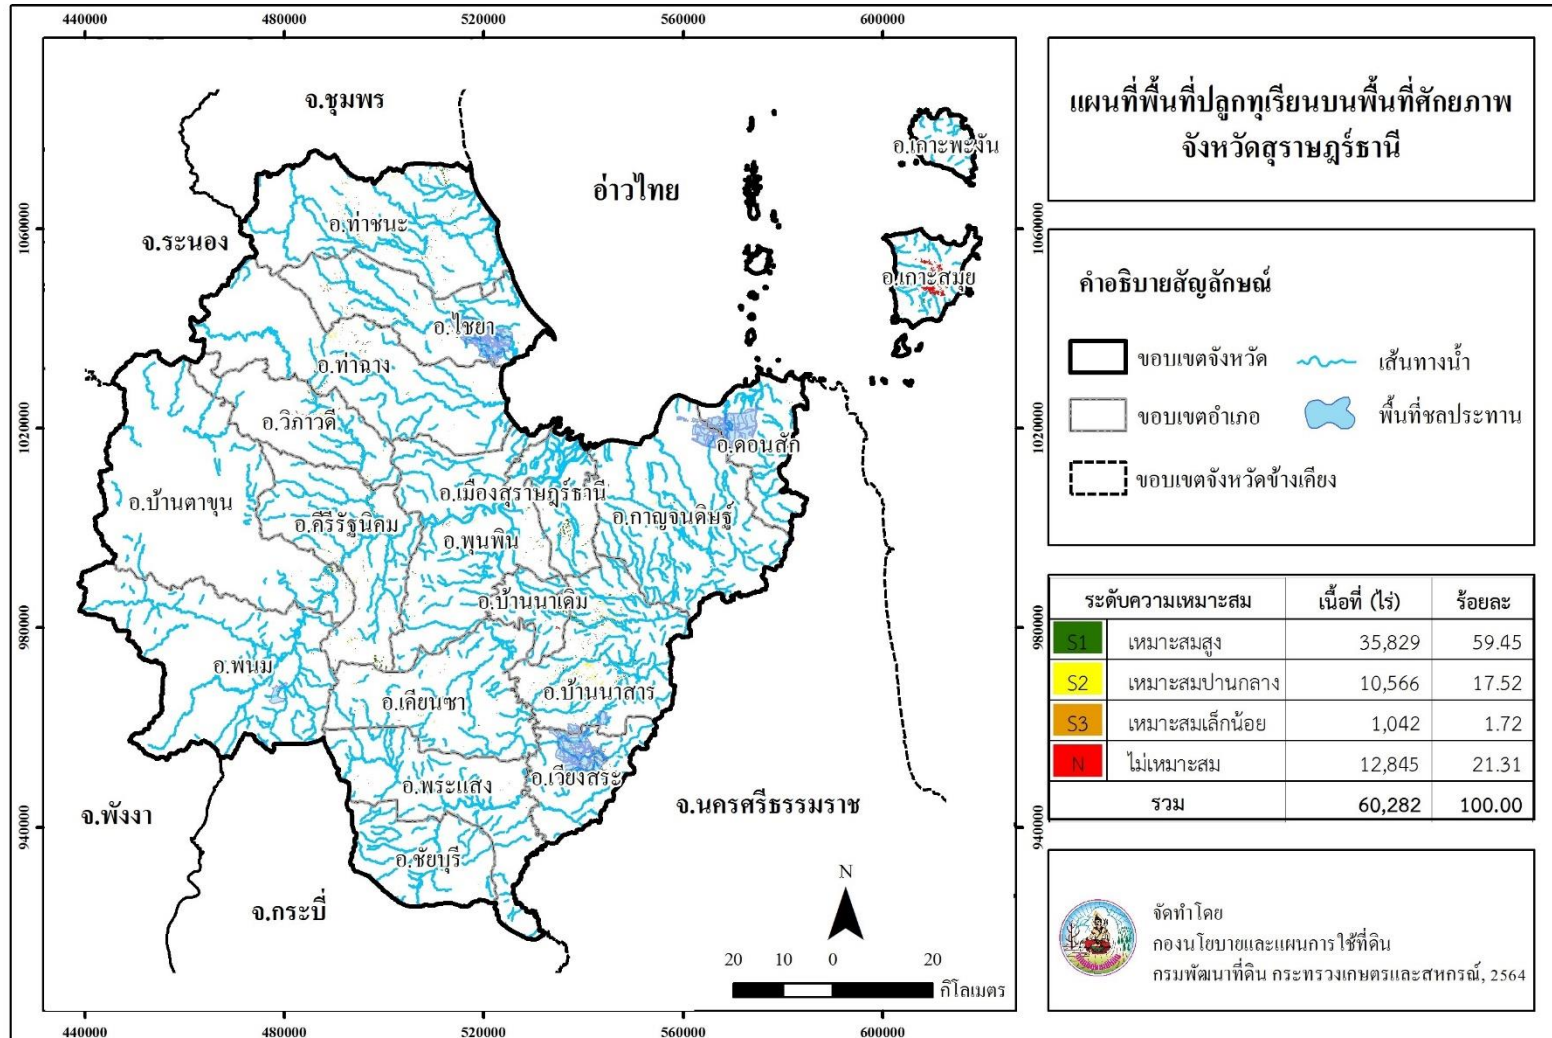 440000 480000 520000 560000 600000
แผนที่พื้นที่ปลูกทุเรียนบนพื้นที่ศักยภาพ
จังหวัดสุราษฎร์ธานี
จ.ชุมพร
อ.เกาะพะงัน
อ่าวไทย
อ.ท่าชนะ
จ.ระนอง
1060000 1060000
อ.เกาะสมุย
อ.ไชยา
อ.ท่าฉาง
อ.วิภาวดี
1020000 1020000
อ.ดอนสัก
อ.บ้านตาขุน
อ.เมืองสุราษฎร์ธานี
อ.คีรีรัฐนิคม
อ.กาญจนดิษฐ์
อ.พุนพิน
อ.บ้านนาเดิม
980000 980000
อ.พนม
อ.บ้านนาสาร
อ.เคียนซา
อ.เวียงสระ
อ.พระแสง
จ.พังงา
จ.นครศรีธรรมราช
940000 940000
อ.ชัยบุรี
จ.กระบี่
N
20 10 0 20
กิโลเมตร
440000 480000 520000 560000 600000
คำอธิบายสัญลักษณ์
ขอบเขตจังหวัด เส้นทางน้ำ
ขอบเขตอำเภอ พื้นที่ชลประทาน
ขอบเขตจังหวัดข้างเคียง
ระดับความเหมาะสม เนื้อที่ (ไร่) ร้อยละ
S1 เหมาะสมสูง 35,829 59.45
S2 เหมาะสมปานกลาง 10,566 17.52
S3 เหมาะสมเล็กน้อย 1,042 1.72
N ไม่เหมาะสม 12,845 21.31
รวม 60,282 100.00
จัดทำโดย
กองนโยบายและแผนการใช้ที่ดิน
กรมพัฒนาที่ดิน กระทรวงเกษตรและสหกรณ์, 2564